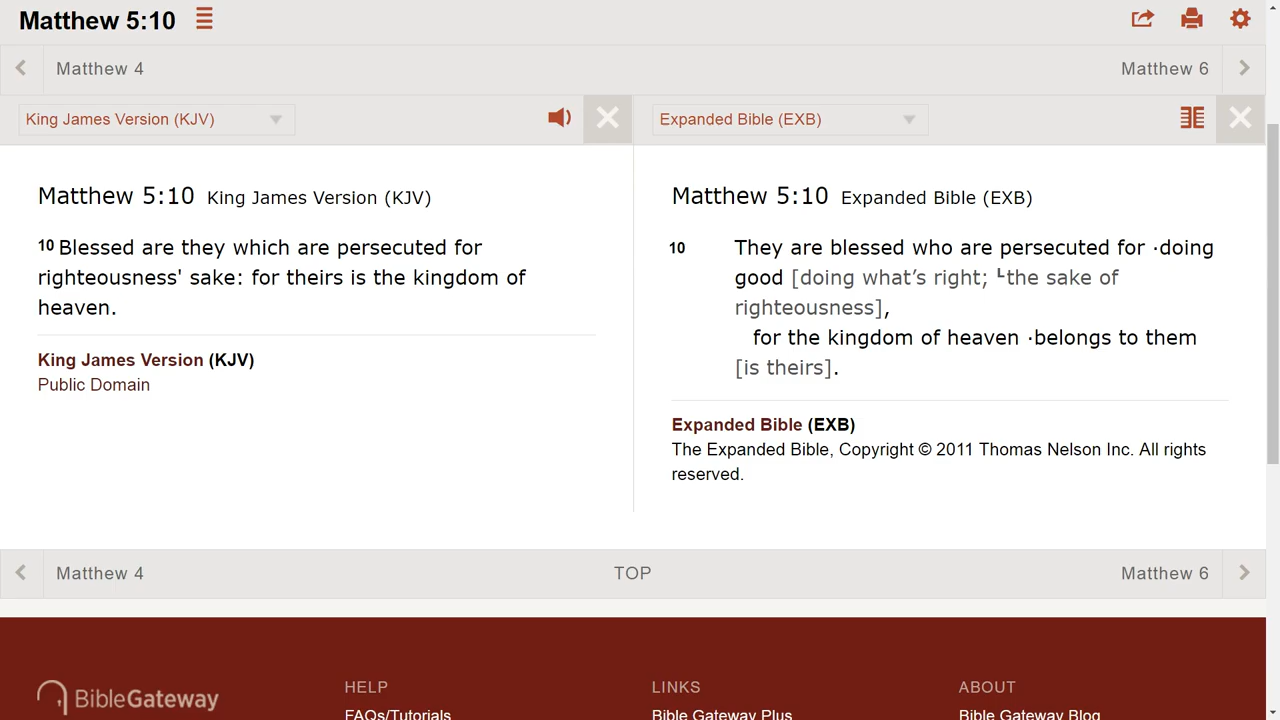 Matthew 5:10
Matthew 4
Matthew 6
King James Version (KJV)
Expanded Bible (EXB)
Matthew 5:10 King James Version (KJV)
10 Blessed are they which are persecuted for
righteousness' sake: for theirs is the kingdom of
heaven.
King James Version (KJV)
Public Domain
Matthew 5:10 Expanded Bible (EXB)
10 They are blessed who are persecuted for ·doing
good [doing what’s right; ᴸthe sake of
righteousness],
for the kingdom of heaven ·belongs to them
[is theirs].
Expanded Bible (EXB)
The Expanded Bible, Copyright © 2011 Thomas Nelson Inc. All rights
reserved.
Matthew 4
TOP
Matthew 6
BibleGateway
HELP
FAQs/Tutorials
LINKS
Bible Gateway Plus
ABOUT
Bible Gateway Blog